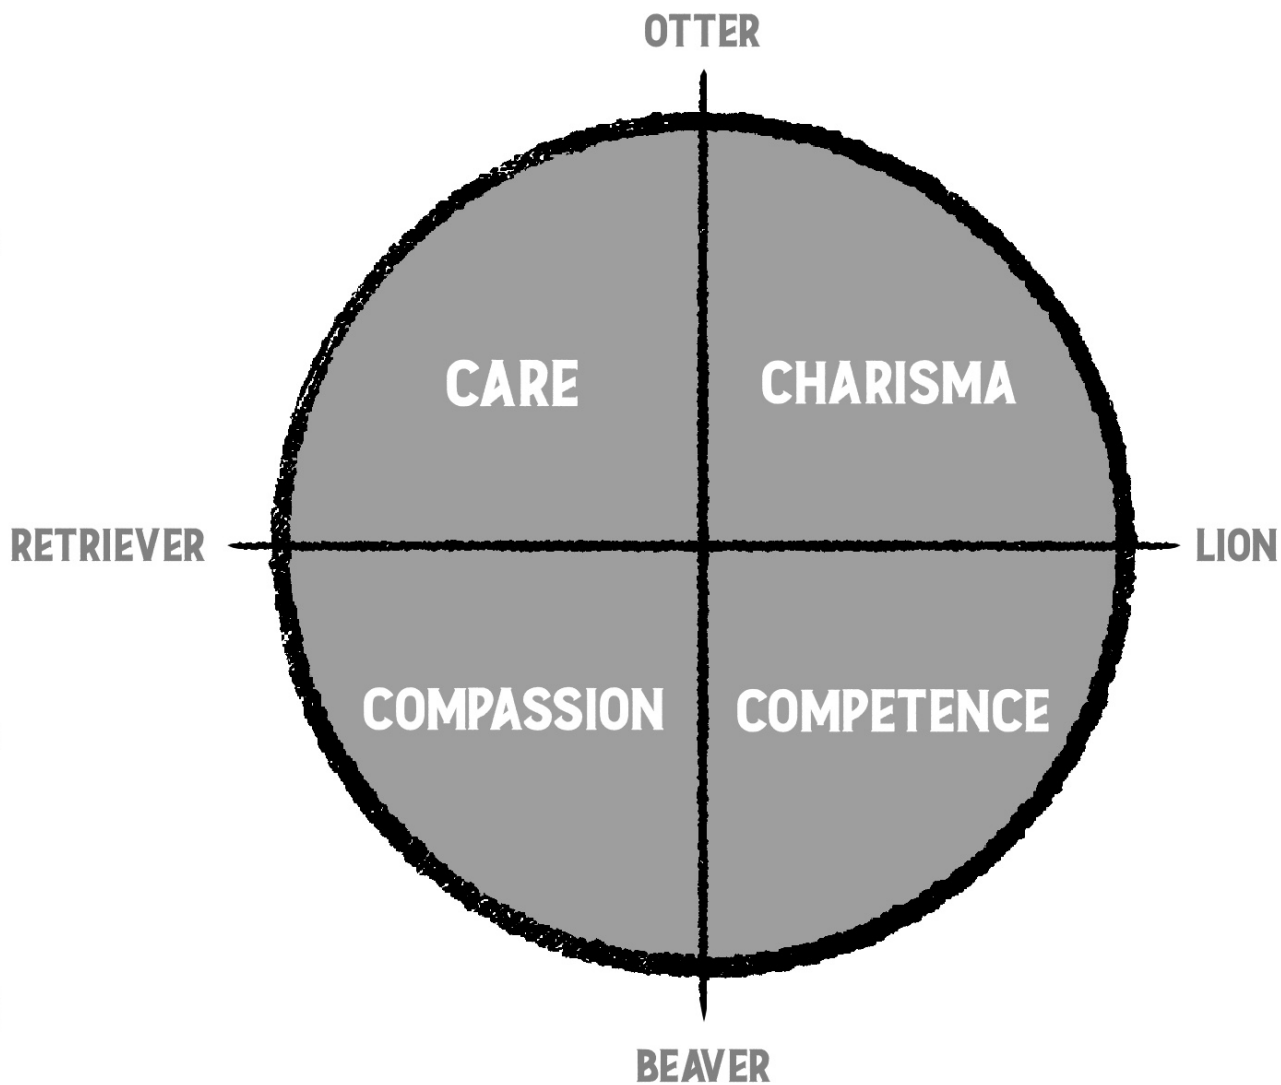 OTTER
CARE
CHARISMA
RETRIEVER
LION
COMPASSION
COMPETENCE
BEAVER